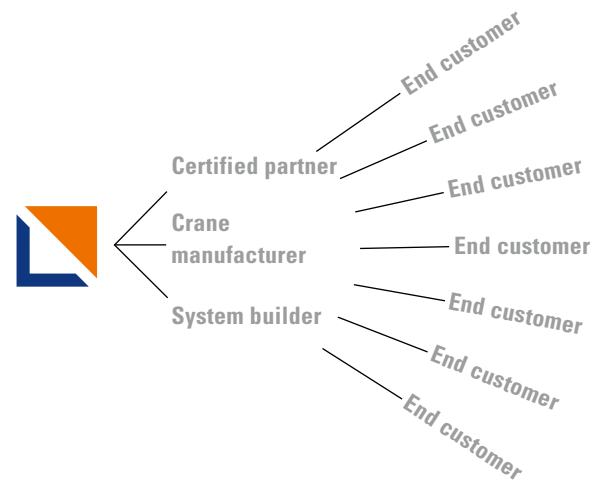 End customer
End customer
Certified partner
End customer
Crane
manufacturer
End customer
End customer
System builder
End customer
End customer